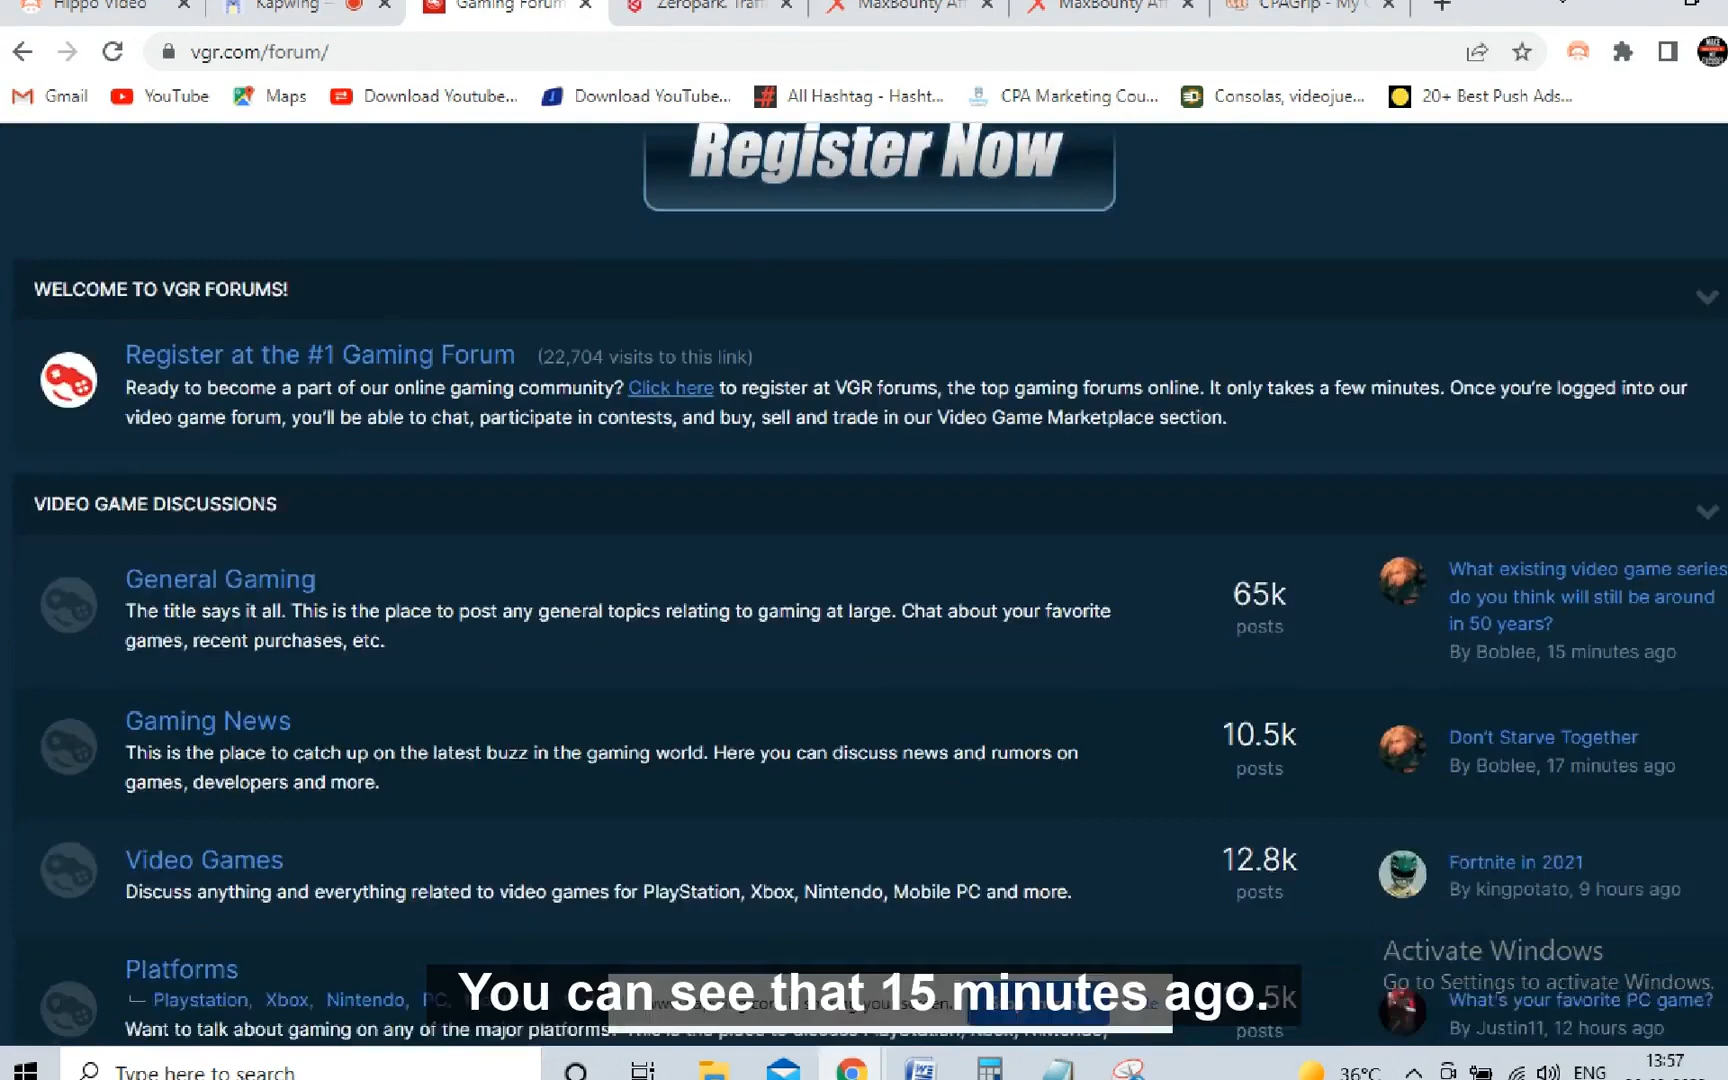 Hippo Video
Kapwing –
Gaming Forum
Zeropark. Traff
MaxBounty Aff
MaxBounty Aff
CPAGrip - My
vgr.com/forum/
Gmail
YouTube
Maps
Download Youtube...
Download YouTube...
All Hashtag - Hasht...
CPA Marketing Cou...
Consolas, videojue...
20+ Best Push Ads...
Register Now
WELCOME TO VGR FORUMS!
Register at the #1 Gaming Forum (22,704 visits to this link)
Ready to become a part of our online gaming community? Click here to register at VGR forums, the top gaming forums online. It only takes a few minutes. Once you're logged into our
video game forum, you'll be able to chat, participate in contests, and buy, sell and trade in our Video Game Marketplace section.
VIDEO GAME DISCUSSIONS
General Gaming
The title says it all. This is the place to post any general topics relating to gaming at large. Chat about your favorite
games, recent purchases, etc.
65k
posts
What existing video game series
do you think will still be around
in 50 years?
By Boblee, 15 minutes ago
Gaming News
This is the place to catch up on the latest buzz in the gaming world. Here you can discuss news and rumors on
games, developers and more.
10.5k
posts
Don't Starve Together
By Boblee, 17 minutes ago
Video Games
Discuss anything and everything related to video games for PlayStation, Xbox, Nintendo, Mobile PC and more.
12.8k
posts
Fortnite in 2021
By kingpotato, 9 hours ago
Platforms
Playstation, Xbox, Nintendo, PC,
Want to talk about gaming on any of the major platforms?
posts
What's your favorite PC game?
By Justin11, 12 hours ago
Activate Windows
Go to Settings to activate Windows.
You can see that 15 minutes ago.
Type here to search
36°C
ENG
13:57